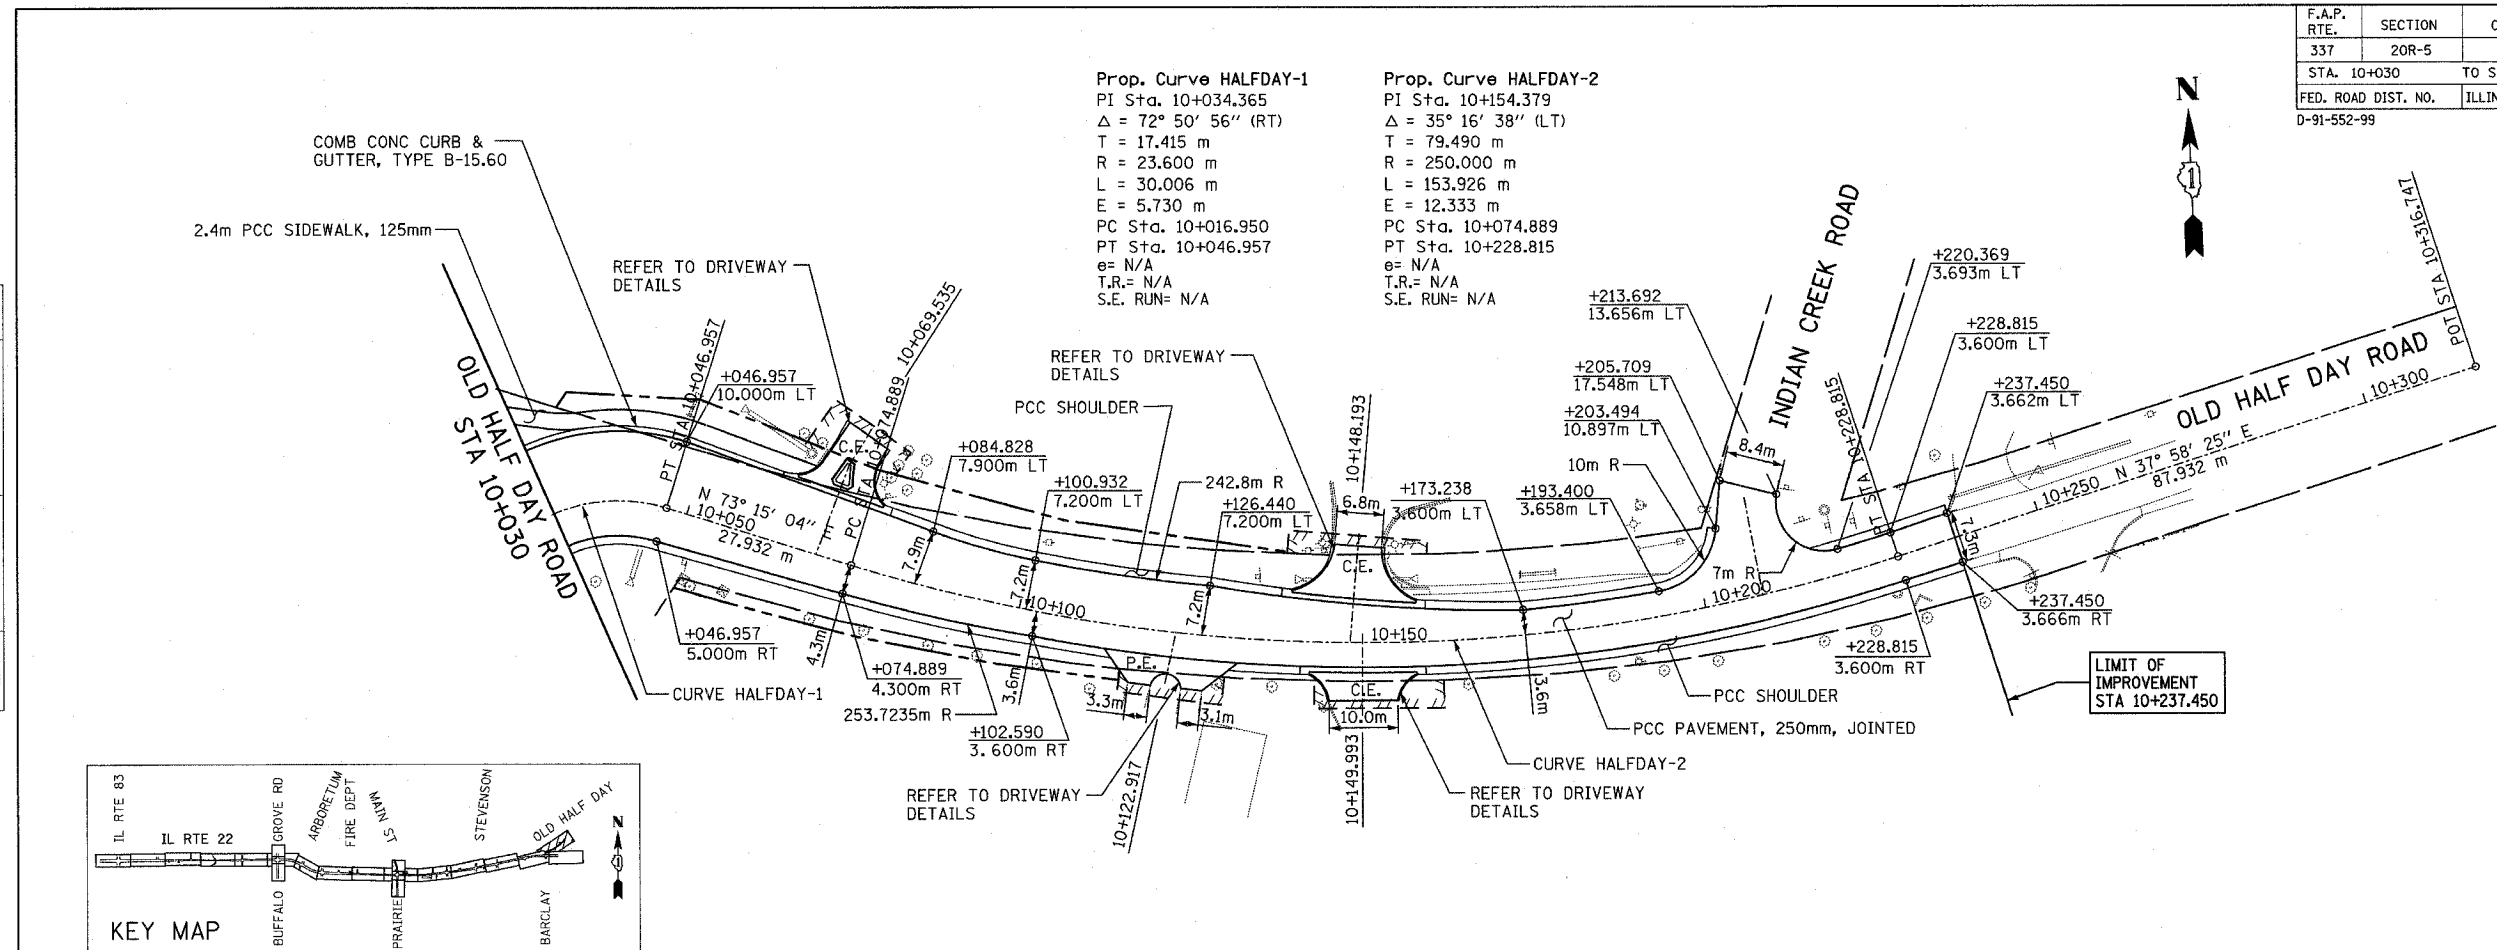 F.A.P.
RTE.
SECTION
337
20R-5
STA. 10+030
TO S
FED. ROAD DIST. NO.
ILLIN
D-91-552-99
N
1
Prop. Curve HALFDAY-1
PI Sta. 10+034.365
Δ = 72° 50' 56" (RT)
T = 17.415 m
R = 23.600 m
L = 30.006 m
E = 5.730 m
PC Sta. 10+016.950
PT Sta. 10+046.957
e= N/A
T.R.= N/A
S.E. RUN= N/A
Prop. Curve HALFDAY-2
PI Sta. 10+154.379
Δ = 35° 16' 38" (LT)
T = 79.490 m
R = 250.000 m
L = 153.926 m
E = 12.333 m
PC Sta. 10+074.889
PT Sta. 10+228.815
e= N/A
T.R.= N/A
S.E. RUN= N/A
COMB CONC CURB &
GUTTER, TYPE B-15.60
2.4m PCC SIDEWALK, 125mm
REFER TO DRIVEWAY
DETAILS
OLD HALF DAY ROAD
STA 10+030
PT STA 10+046.957
+046.957
10.000m LT
C.E.
10+069.535
PC STA 10+074.889
PT
N 73° 15' 04"
10+050
27.932 m
+084.828
7.900m LT
7.9m
+100.932
7.200m LT
7.2m
PCC SHOULDER
REFER TO DRIVEWAY
DETAILS
242.8m R
+126.440
7.200m LT
7.2m
10+148.193
6.8m
C.E.
+173.238
3.600m LT
+193.400
3.658m LT
10m R
+203.494
10.897m LT
+205.709
17.548m LT
+213.692
13.656m LT
INDIAN CREEK ROAD
8.4m
7m R
PT STA 10+228.815
+220.369
3.693m LT
+228.815
3.600m LT
+237.450
3.662m LT
7.3m
OLD HALF DAY ROAD
POT STA 10+316.747
10+300
N 37° 58' 25" E
10+250
87.932 m
10+200
10+150
10+100
+237.450
3.666m RT
+228.815
3.600m RT
LIMIT OF
IMPROVEMENT
STA 10+237.450
+046.957
5.000m RT
4.3m
+074.889
4.300m RT
CURVE HALFDAY-1
253.7235m R
3.6m
+102.590
3.600m RT
P.E.
3.3m
3.1m
10+122.917
REFER TO DRIVEWAY
DETAILS
C.E.
10.0m
10+149.993
3.6m
PCC SHOULDER
PCC PAVEMENT, 250mm, JOINTED
CURVE HALFDAY-2
REFER TO DRIVEWAY
DETAILS
IL RTE 83
IL RTE 22
GROVE RD
BUFFALO
ARBORETUM
FIRE DEPT
MAIN ST
PRAIRIE
STEVENSON
OLD HALF DAY
BARCLAY
N
1
KEY MAP